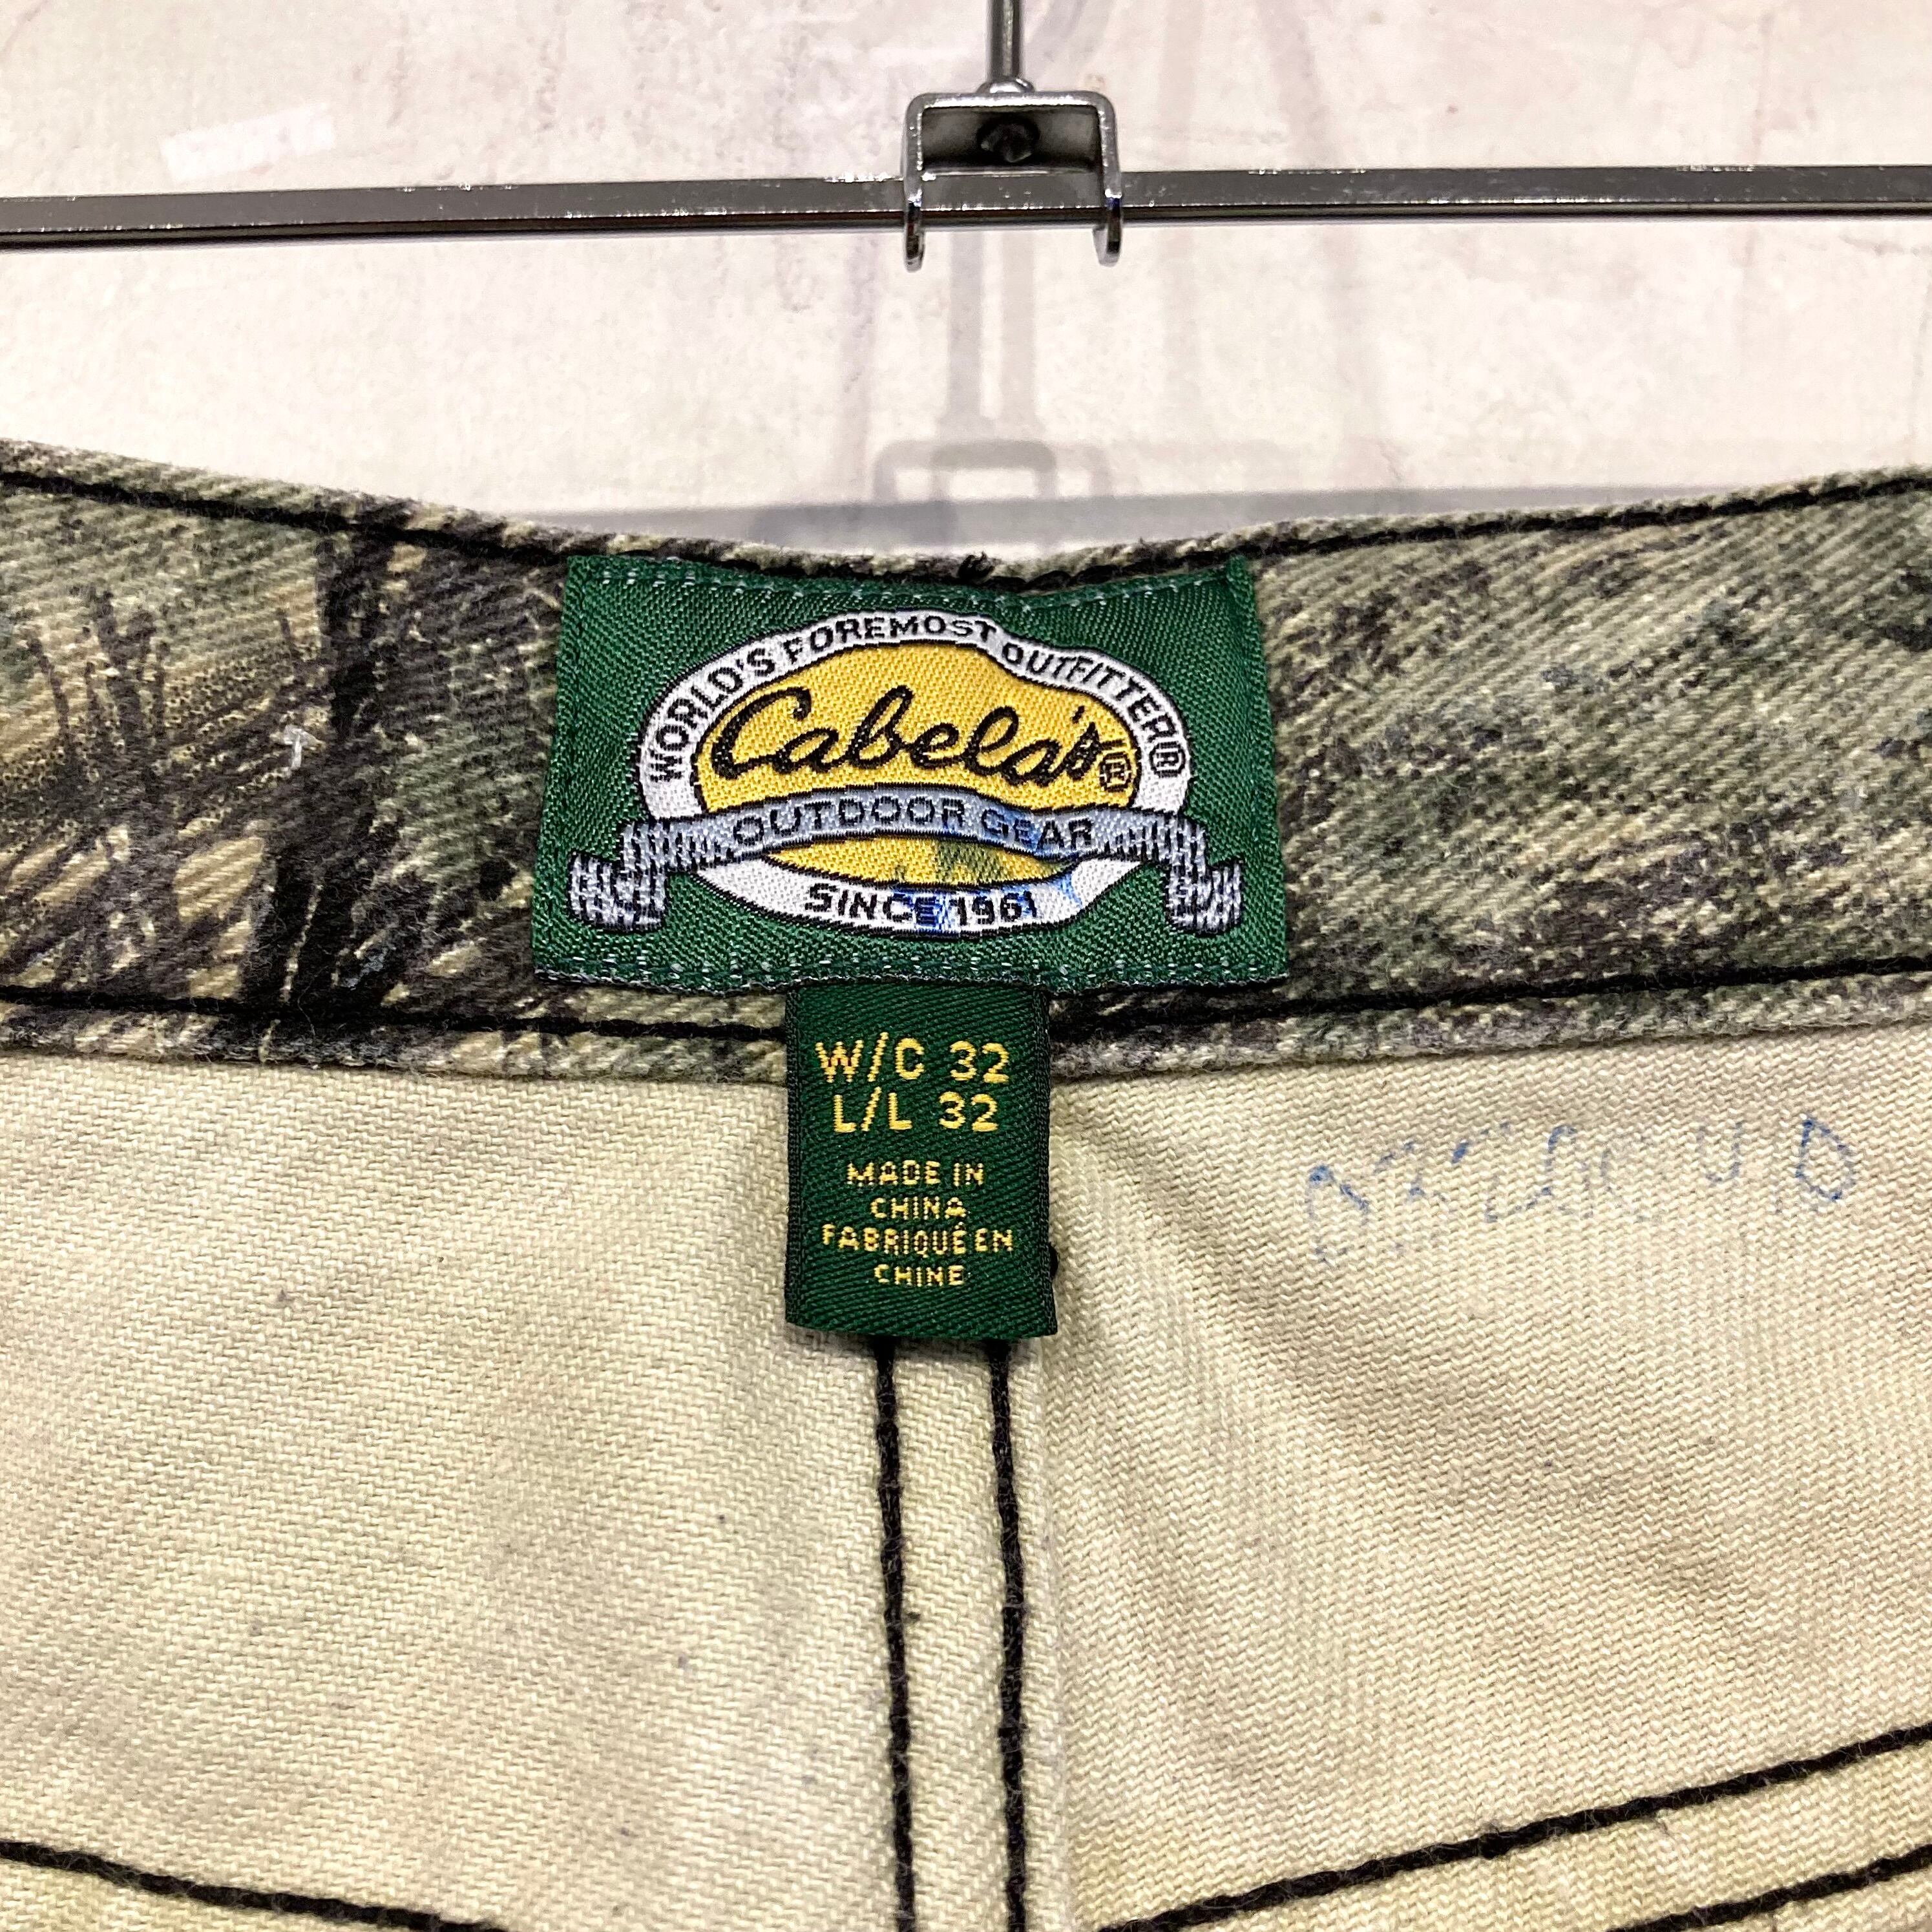 WORLD'S FOREMOST OUTFITTER®
Cabela's®
OUTDOOR GEAR
SINCE 1961
W/C 32
L/L 32
MADE IN
CHINA
FABRIQUÉ EN
CHINE